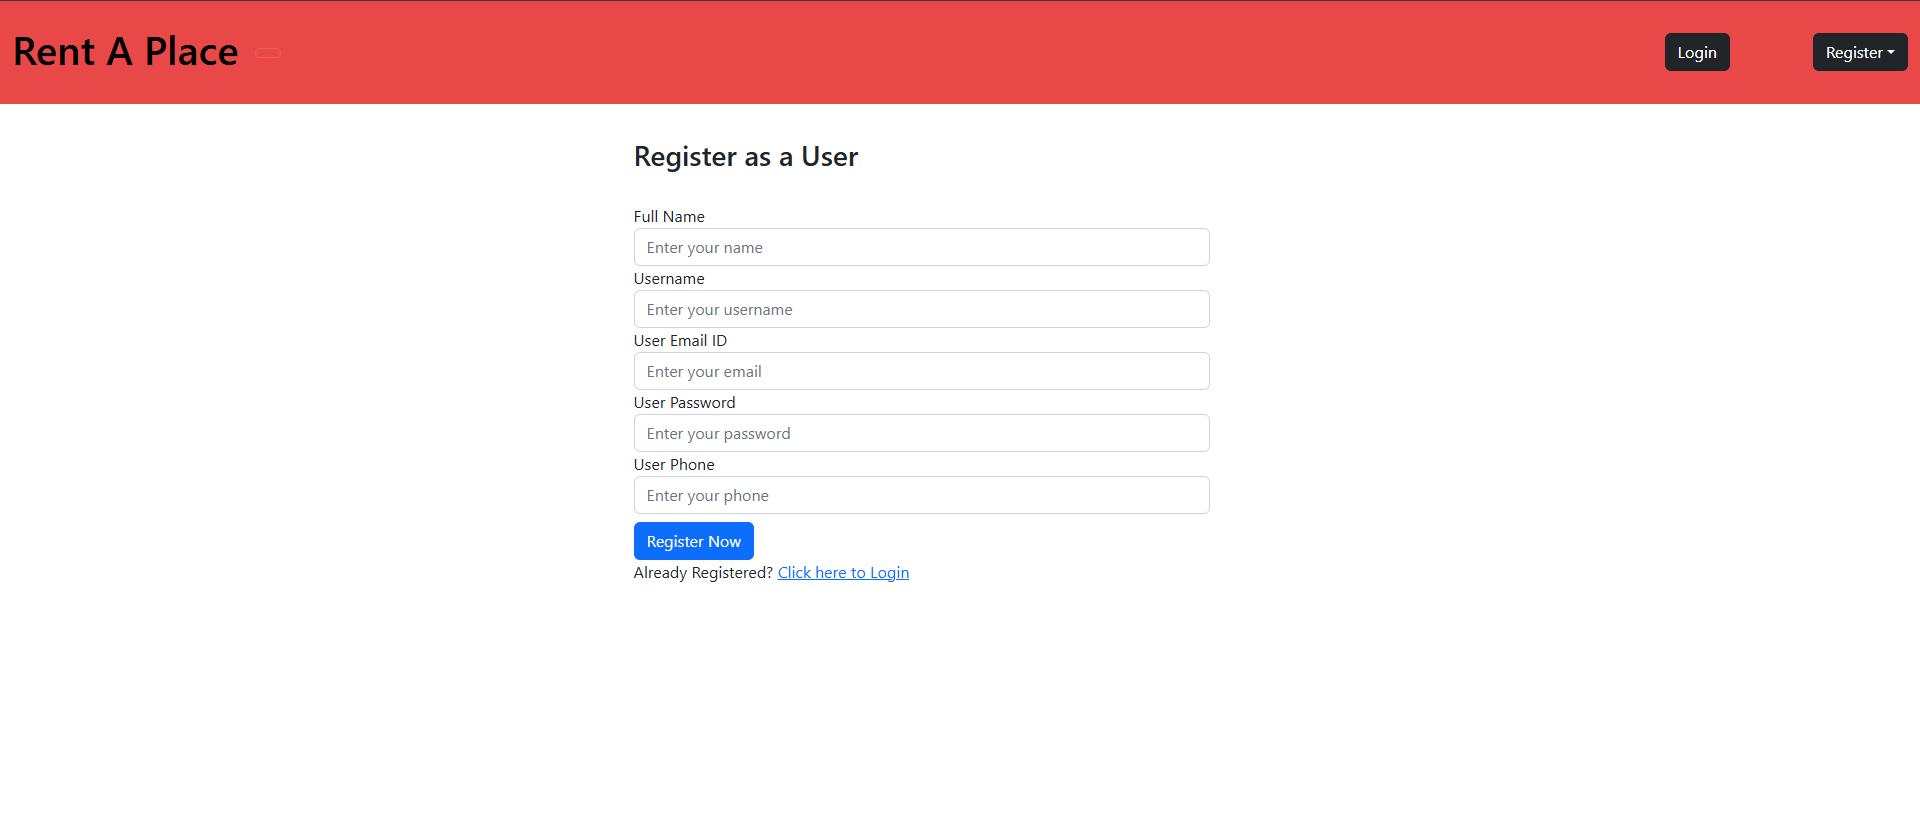 Rent A Place
Login
Register
Register as a User
Full Name
Enter your name
Username
Enter your username
User Email ID
Enter your email
User Password
Enter your password
User Phone
Enter your phone
Register Now
Already Registered? Click here to Login